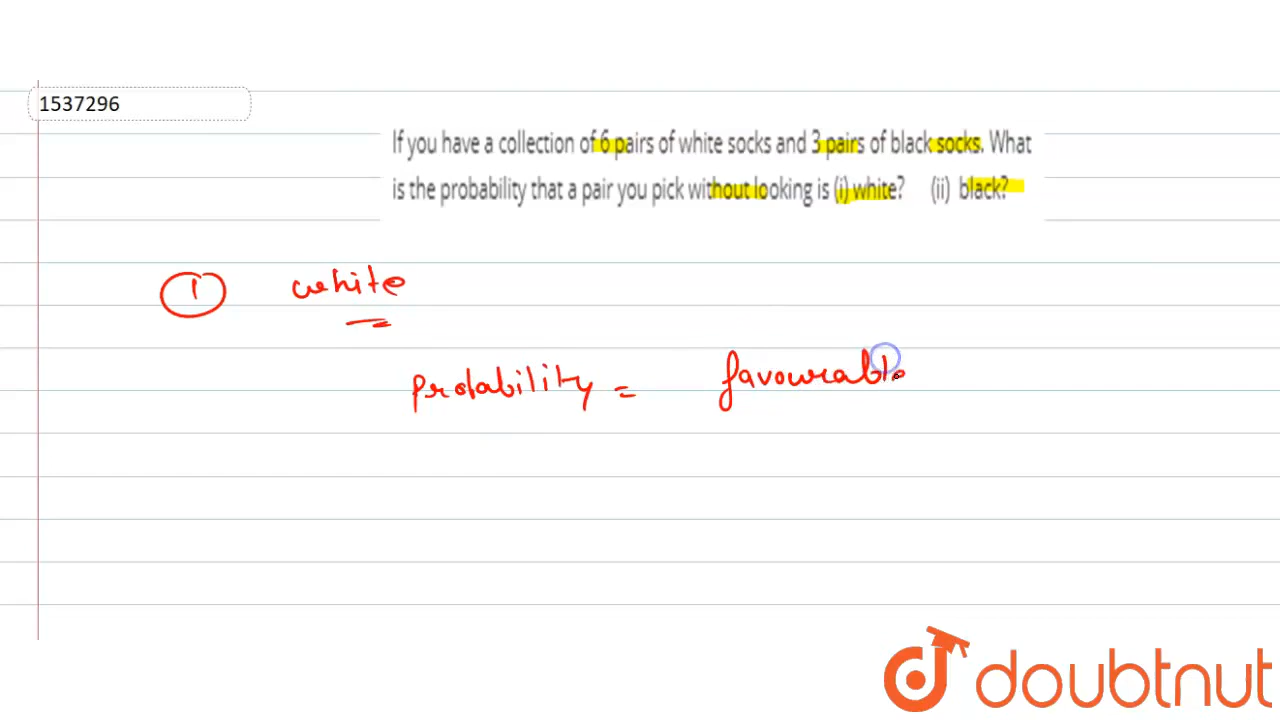 1537296
If you have a collection of 6 pairs of white socks and 3 pairs of black socks. What
is the probability that a pair you pick without looking is (i) white? (ii) black?
1 white
Probability = favourable
doubtnut